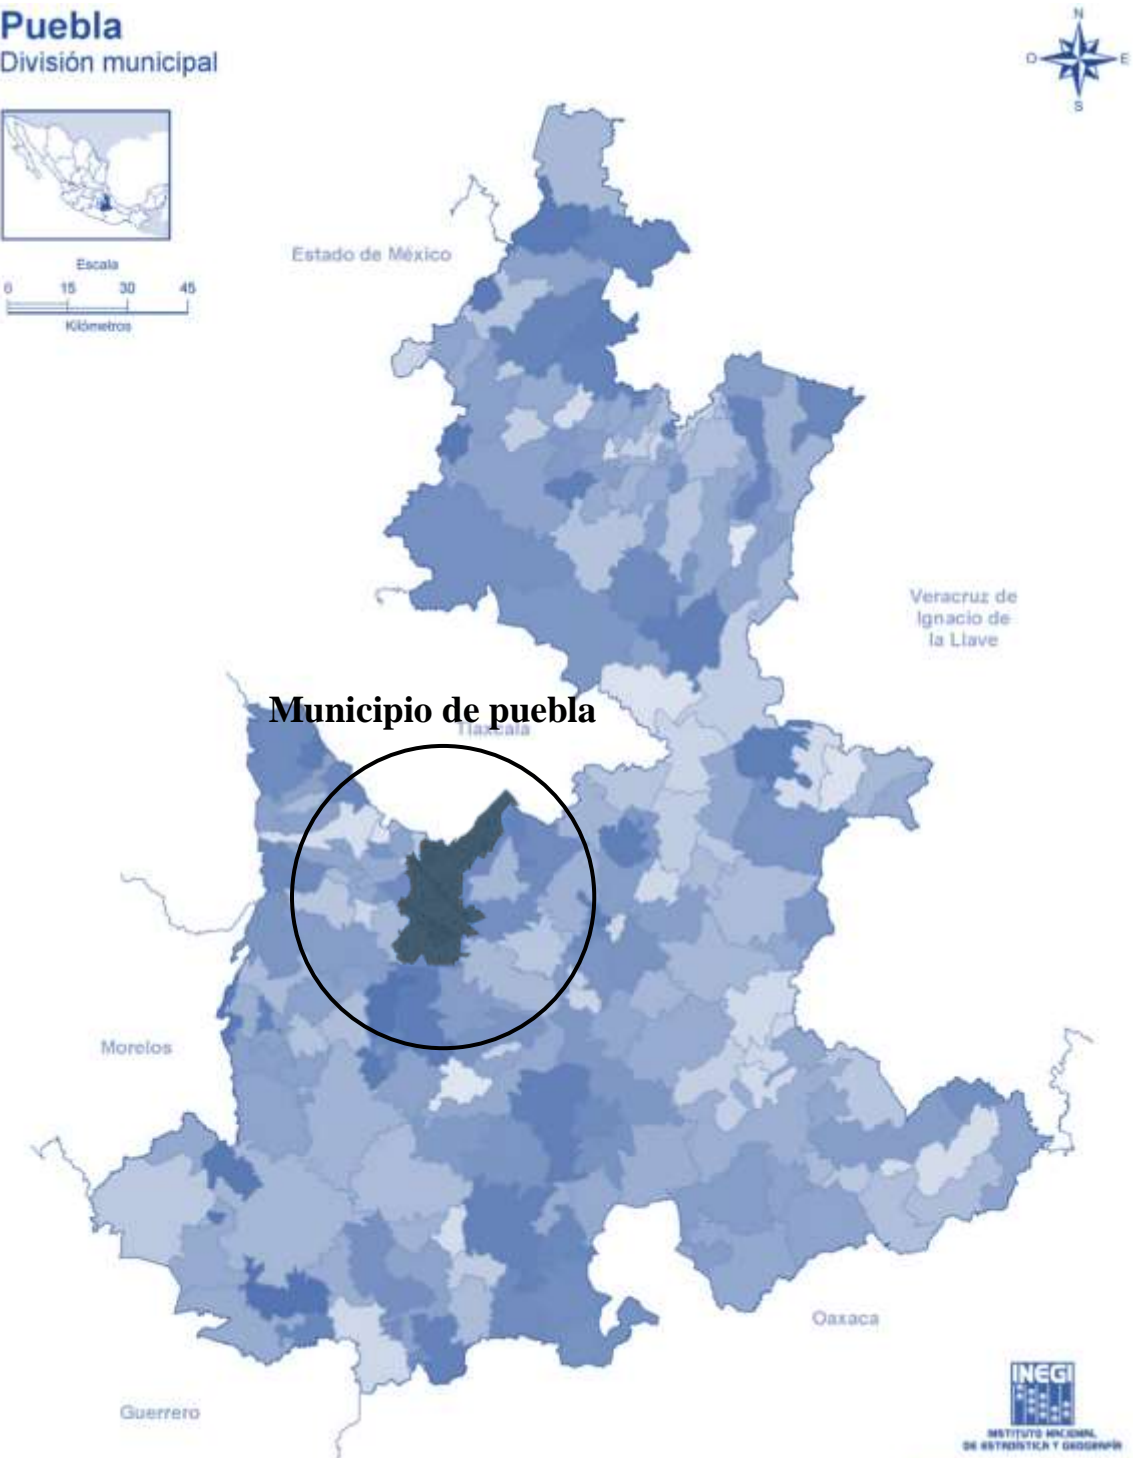 Puebla
División municipal
N
O
E
S
Escala
0 15 30 45
Kilómetros
Estado de México
Veracruz de
Ignacio de
la Llave
Municipio de puebla
Tlaxcala
Morelos
Oaxaca
Guerrero
INEGI
INSTITUTO NACIONAL
DE ESTADÍSTICA Y GEOGRAFÍA